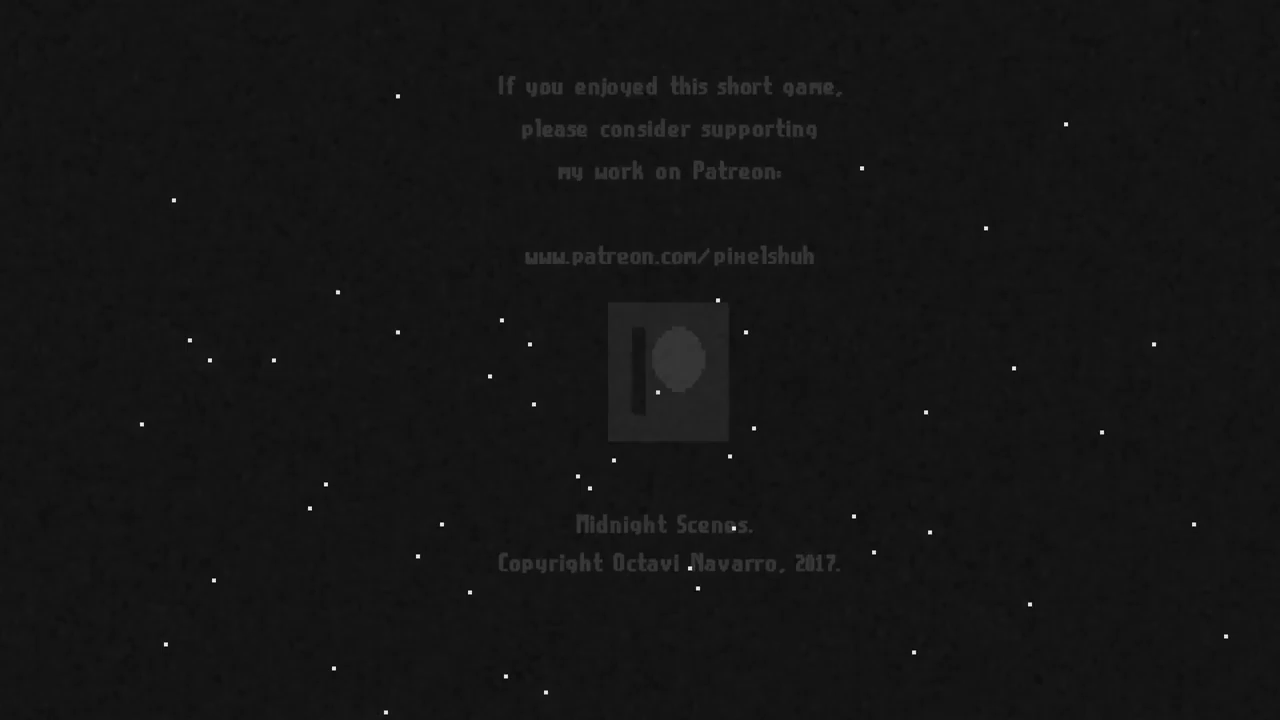 If you enjoyed this short game,
please consider supporting
my work on Patreon:
www.patreon.com/pixelshuh
Midnight Scenes.
Copyright Octavi Navarro, 2017.